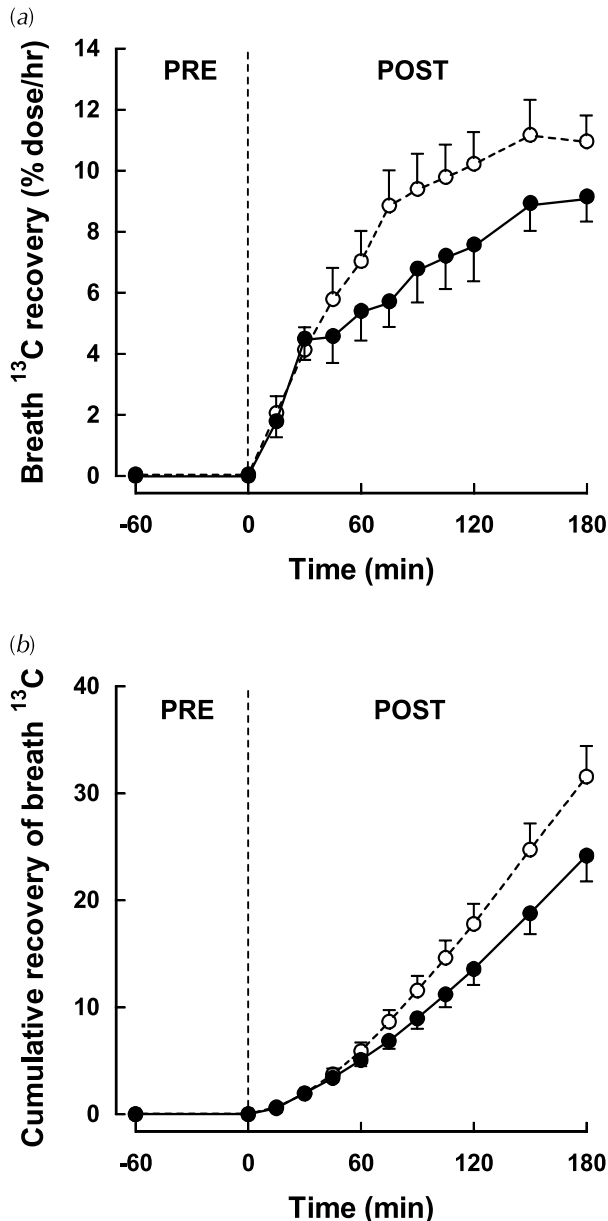 (a)
14
12
10
8
6
4
2
0
Breath ¹³C recovery (% dose/hr)
PRE
POST
-60
0
60
120
180
Time (min)
(b)
40
30
20
10
0
Cumulative recovery of breath ¹³C
PRE
POST
-60
0
60
120
180
Time (min)